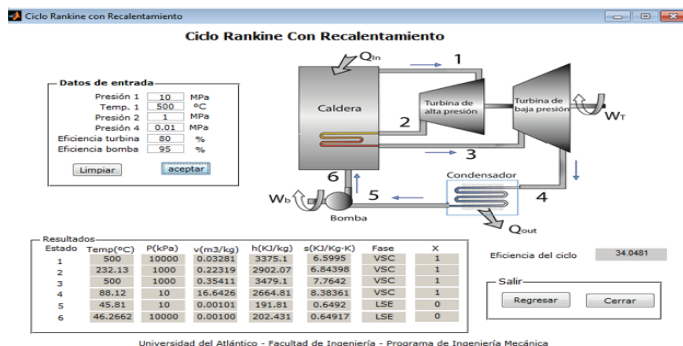 Ciclo Rankine Con Recalentamiento
Ciclo Rankine Con Recalentamiento
Datos de entrada
Presión 1 10 MPa
Temp. 1 500 ºC
Presión 2 1 MPa
Presión 4 0.01 MPa
Eficiencia turbina 80 %
Eficiencia bomba 95 %
Limpiar aceptar
Qin
1
Caldera
Turbina de alta presión
Turbina de baja presión
WT
2
3
6
Condensador
4
Wb
5
Bomba
Qout
Resultados
Estado Temp(ºC) P(kPa) v(m3/kg) h(KJ/kg) s(KJ/Kg·K) Fase X
1 500 10000 0.03281 3375.1 6.5995 VSC 1
2 232.13 1000 0.22319 2902.07 6.84398 VSC 1
3 500 1000 0.35411 3479.1 7.7642 VSC 1
4 88.12 10 16.6426 2664.81 8.38361 VSC 1
5 45.81 10 0.00101 191.81 0.6492 LSE 0
6 46.2662 10000 0.00100 202.431 0.64917 LSE 0
Eficiencia del ciclo 34.0481
Salir
Regresar Cerrar
Universidad del Atlántico - Facultad de Ingeniería - Programa de Ingeniería Mecánica